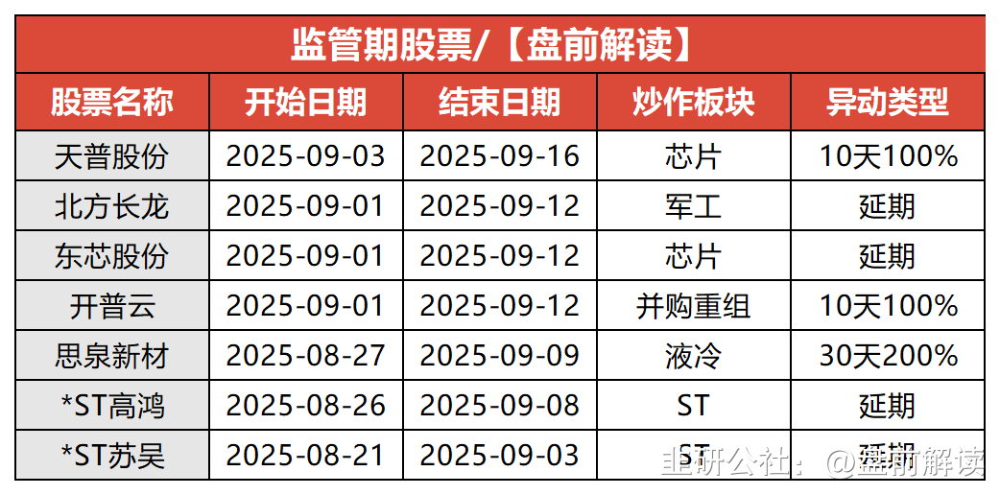 监管期股票/【盘前解读】
股票名称 开始日期 结束日期 炒作板块 异动类型
天普股份 2025-09-03 2025-09-16 芯片 10天100%
北方长龙 2025-09-01 2025-09-12 军工 延期
东芯股份 2025-09-01 2025-09-12 芯片 延期
开普云 2025-09-01 2025-09-12 并购重组 10天100%
思泉新材 2025-08-27 2025-09-09 液冷 30天200%
*ST高鸿 2025-08-26 2025-09-08 ST 延期
*ST苏吴 2025-08-21 2025-09-03 ST 延期
韭研公社：@盘前解读